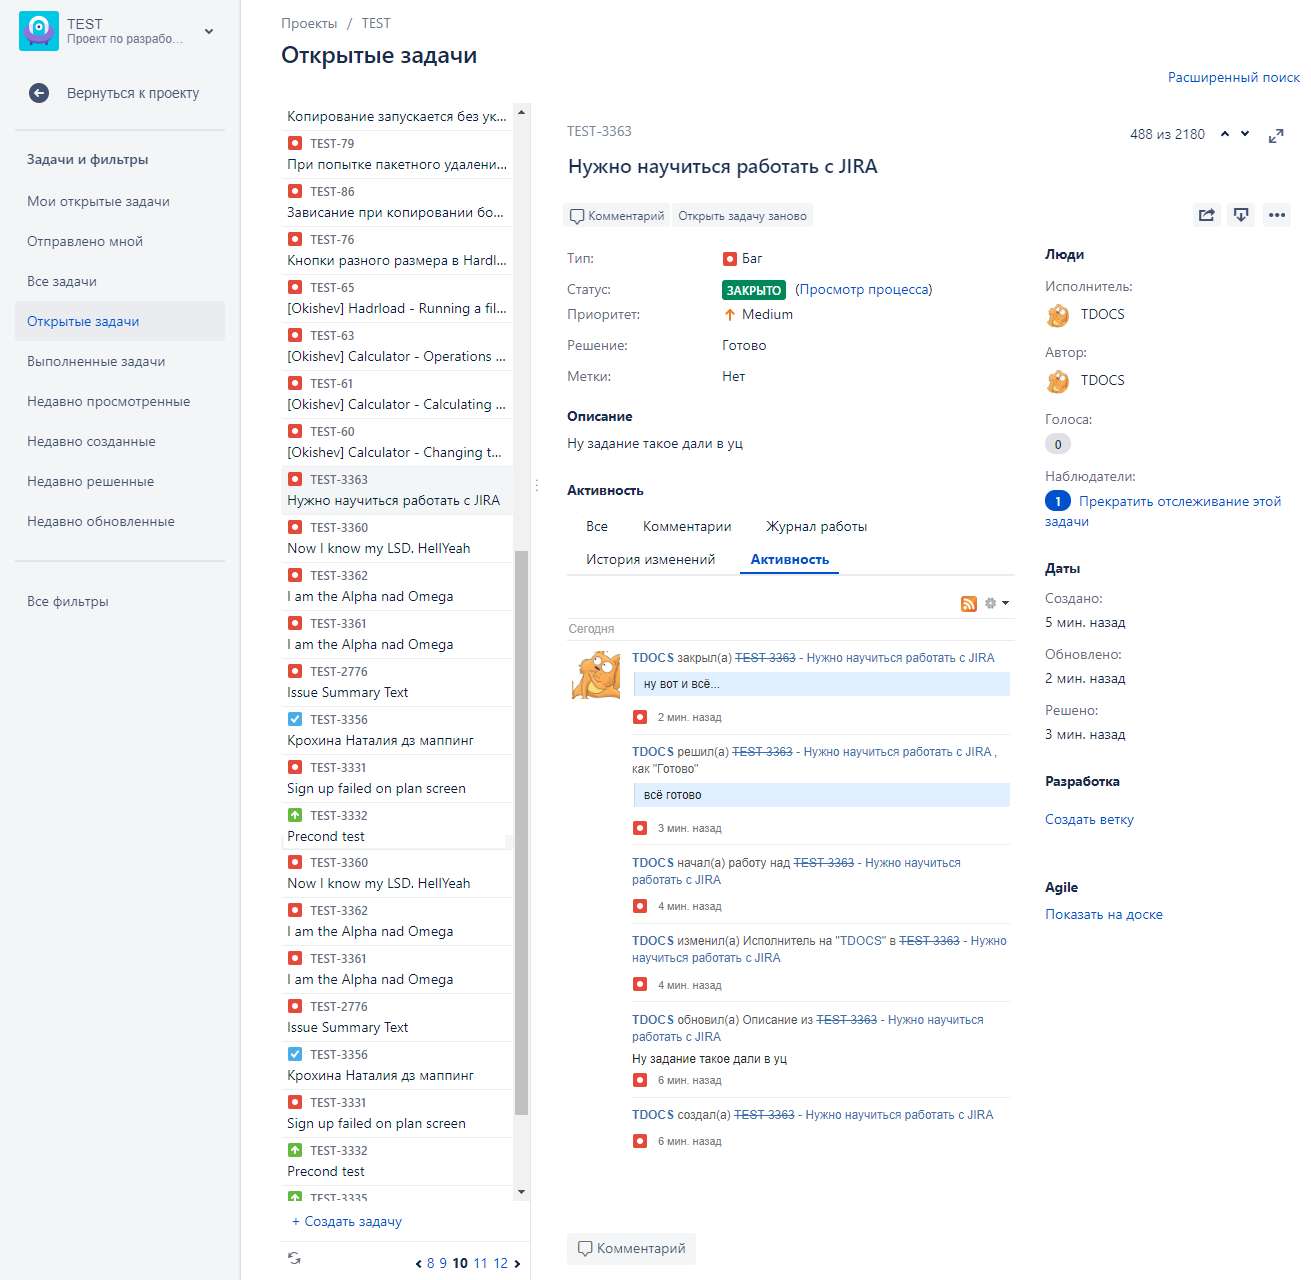 TEST
Проект по разрабо...
Вернуться к проекту
Задачи и фильтры
Мои открытые задачи
Отправлено мной
Все задачи
Открытые задачи
Выполненные задачи
Недавно просмотренные
Недавно созданные
Недавно решенные
Недавно обновленные
Все фильтры
Проекты / TEST
Открытые задачи
Расширенный поиск
Копирование запускается без ук...
TEST-79
При попытке пакетного удалени...
TEST-86
Зависание при копировании бо...
TEST-76
Кнопки разного размера в Hardl...
TEST-65
[Okishev] Hadrload - Running a fil...
TEST-63
[Okishev] Calculator - Operations ...
TEST-61
[Okishev] Calculator - Calculating ...
TEST-60
[Okishev] Calculator - Changing t...
TEST-3363
Нужно научиться работать с JIRA
TEST-3360
Now I know my LSD. HellYeah
TEST-3362
I am the Alpha nad Omega
TEST-3361
I am the Alpha nad Omega
TEST-2776
Issue Summary Text
TEST-3356
Крохина Наталия дз маппинг
TEST-3331
Sign up failed on plan screen
TEST-3332
Precond test
TEST-3360
Now I know my LSD. HellYeah
TEST-3362
I am the Alpha nad Omega
TEST-3361
I am the Alpha nad Omega
TEST-2776
Issue Summary Text
TEST-3356
Крохина Наталия дз маппинг
TEST-3331
Sign up failed on plan screen
TEST-3332
Precond test
TEST-3335
+ Создать задачу
8 9 10 11 12
TEST-3363
488 из 2180
Нужно научиться работать с JIRA
Комментарий Открыть задачу заново
Тип: Баг
Статус: ЗАКРЫТО (Просмотр процесса)
Приоритет: Medium
Решение: Готово
Метки: Нет
Описание
Ну задание такое дали в уц
Активность
Все Комментарии Журнал работы
История изменений Активность
Сегодня
TDOCS закрыл(а) TEST-3363 - Нужно научиться работать с JIRA
ну вот и всё...
2 мин. назад
TDOCS решил(а) TEST-3363 - Нужно научиться работать с JIRA ,
как "Готово"
всё готово
3 мин. назад
TDOCS начал(а) работу над TEST-3363 - Нужно научиться
работать с JIRA
4 мин. назад
TDOCS изменил(а) Исполнитель на "TDOCS" в TEST-3363 - Нужно
научиться работать с JIRA
4 мин. назад
TDOCS обновил(а) Описание из TEST-3363 - Нужно научиться
работать с JIRA
Ну задание такое дали в уц
6 мин. назад
TDOCS создал(а) TEST-3363 - Нужно научиться работать с JIRA
6 мин. назад
Комментарий
Люди
Исполнитель:
TDOCS
Автор:
TDOCS
Голоса:
0
Наблюдатели:
1 Прекратить отслеживание этой
задачи
Даты
Создано:
5 мин. назад
Обновлено:
2 мин. назад
Решено:
3 мин. назад
Разработка
Создать ветку
Agile
Показать на доске